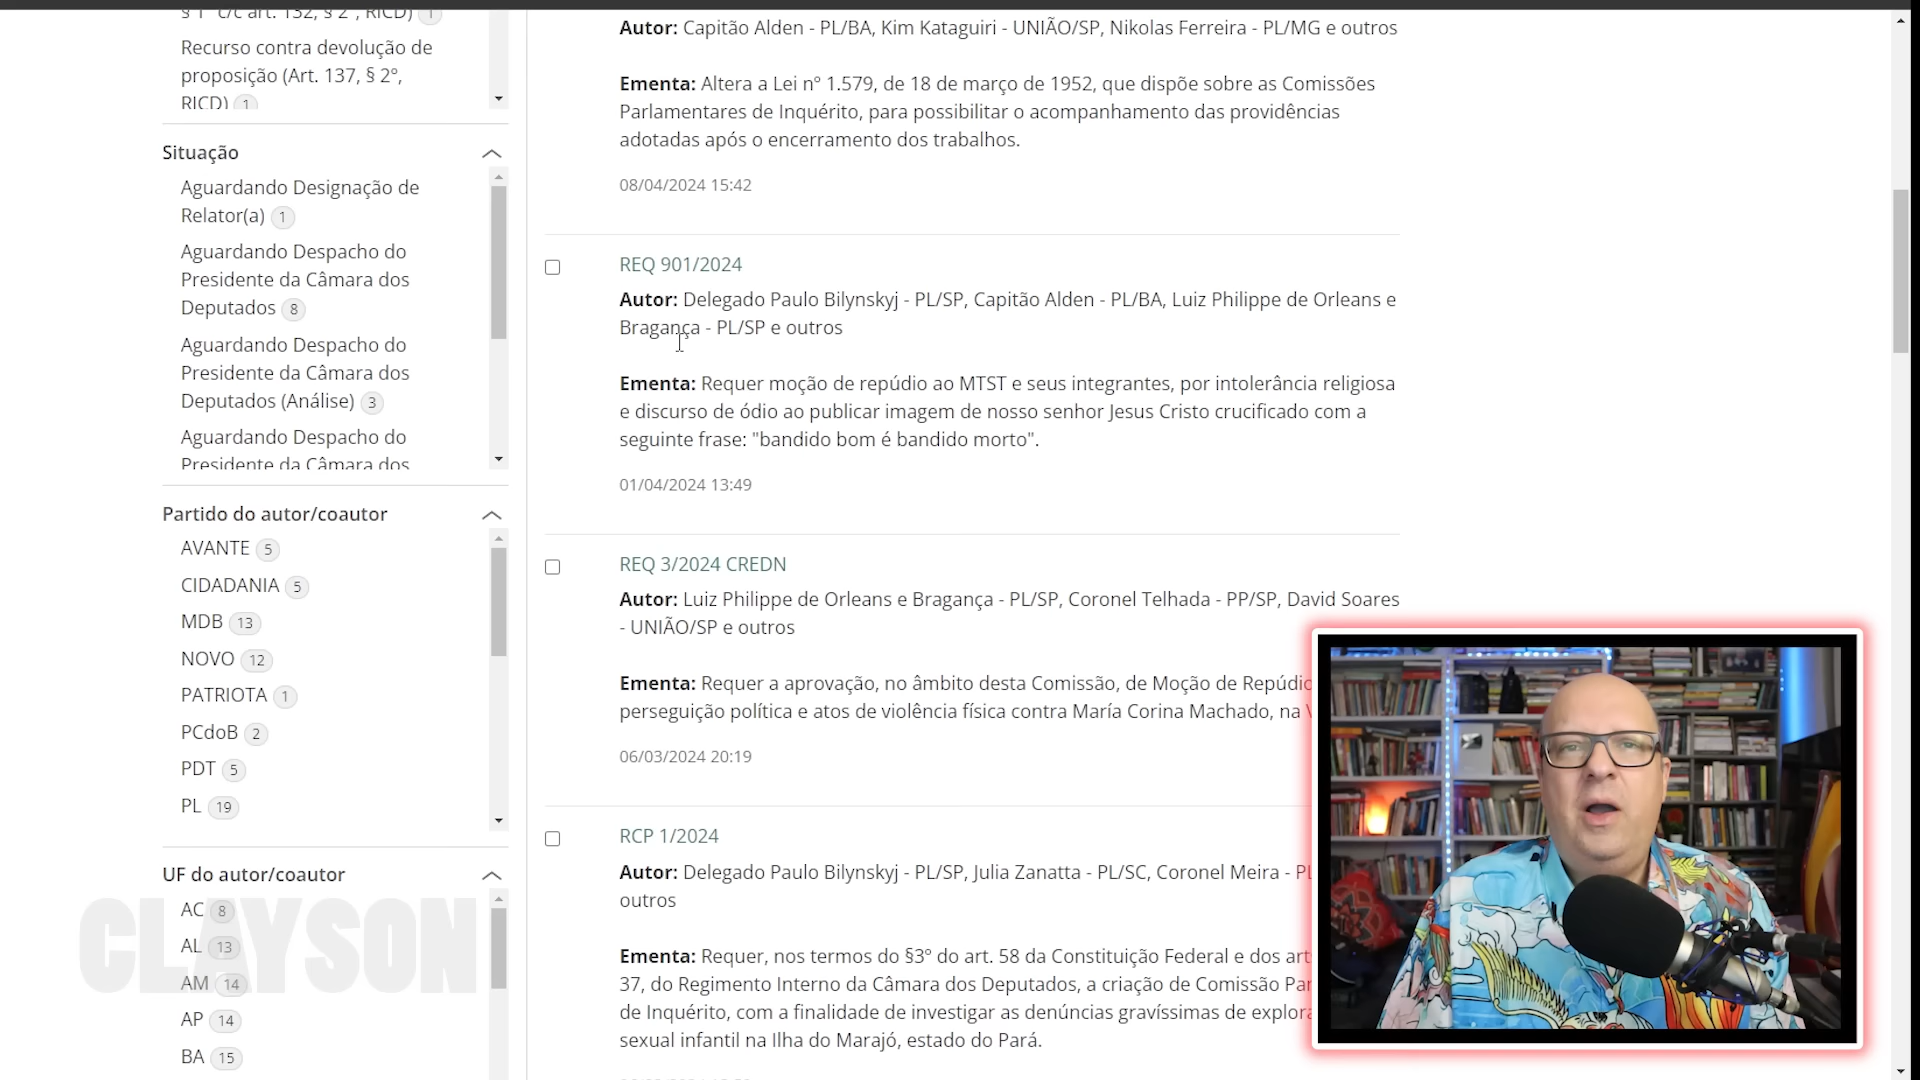 § 1º c/c art. 132, § 2º, RICD) 1
Recurso contra devolução de
proposição (Art. 137, § 2º,
RICD) 1
Situação
Aguardando Designação de
Relator(a) 1
Aguardando Despacho do
Presidente da Câmara dos
Deputados 8
Aguardando Despacho do
Presidente da Câmara dos
Deputados (Análise) 3
Aguardando Despacho do
Presidente da Câmara dos
Partido do autor/coautor
AVANTE 5
CIDADANIA 5
MDB 13
NOVO 12
PATRIOTA 1
PCdoB 2
PDT 5
PL 19
UF do autor/coautor
AC 8
AL 13
AM 14
AP 14
BA 15
CLAYSON
Autor: Capitão Alden - PL/BA, Kim Kataguiri - UNIÃO/SP, Nikolas Ferreira - PL/MG e outros
Ementa: Altera a Lei nº 1.579, de 18 de março de 1952, que dispõe sobre as Comissões
Parlamentares de Inquérito, para possibilitar o acompanhamento das providências
adotadas após o encerramento dos trabalhos.
08/04/2024 15:42
REQ 901/2024
Autor: Delegado Paulo Bilynskyj - PL/SP, Capitão Alden - PL/BA, Luiz Philippe de Orleans e
Bragança - PL/SP e outros
Ementa: Requer moção de repúdio ao MTST e seus integrantes, por intolerância religiosa
e discurso de ódio ao publicar imagem de nosso senhor Jesus Cristo crucificado com a
seguinte frase: "bandido bom é bandido morto".
01/04/2024 13:49
REQ 3/2024 CREDN
Autor: Luiz Philippe de Orleans e Bragança - PL/SP, Coronel Telhada - PP/SP, David Soares
- UNIÃO/SP e outros
Ementa: Requer a aprovação, no âmbito desta Comissão, de Moção de Repúdio
perseguição política e atos de violência física contra María Corina Machado, na
06/03/2024 20:19
RCP 1/2024
Autor: Delegado Paulo Bilynskyj - PL/SP, Julia Zanatta - PL/SC, Coronel Meira - PL
outros
Ementa: Requer, nos termos do §3º do art. 58 da Constituição Federal e dos art
37, do Regimento Interno da Câmara dos Deputados, a criação de Comissão Par
de Inquérito, com a finalidade de investigar as denúncias gravíssimas de explora
sexual infantil na Ilha do Marajó, estado do Pará.